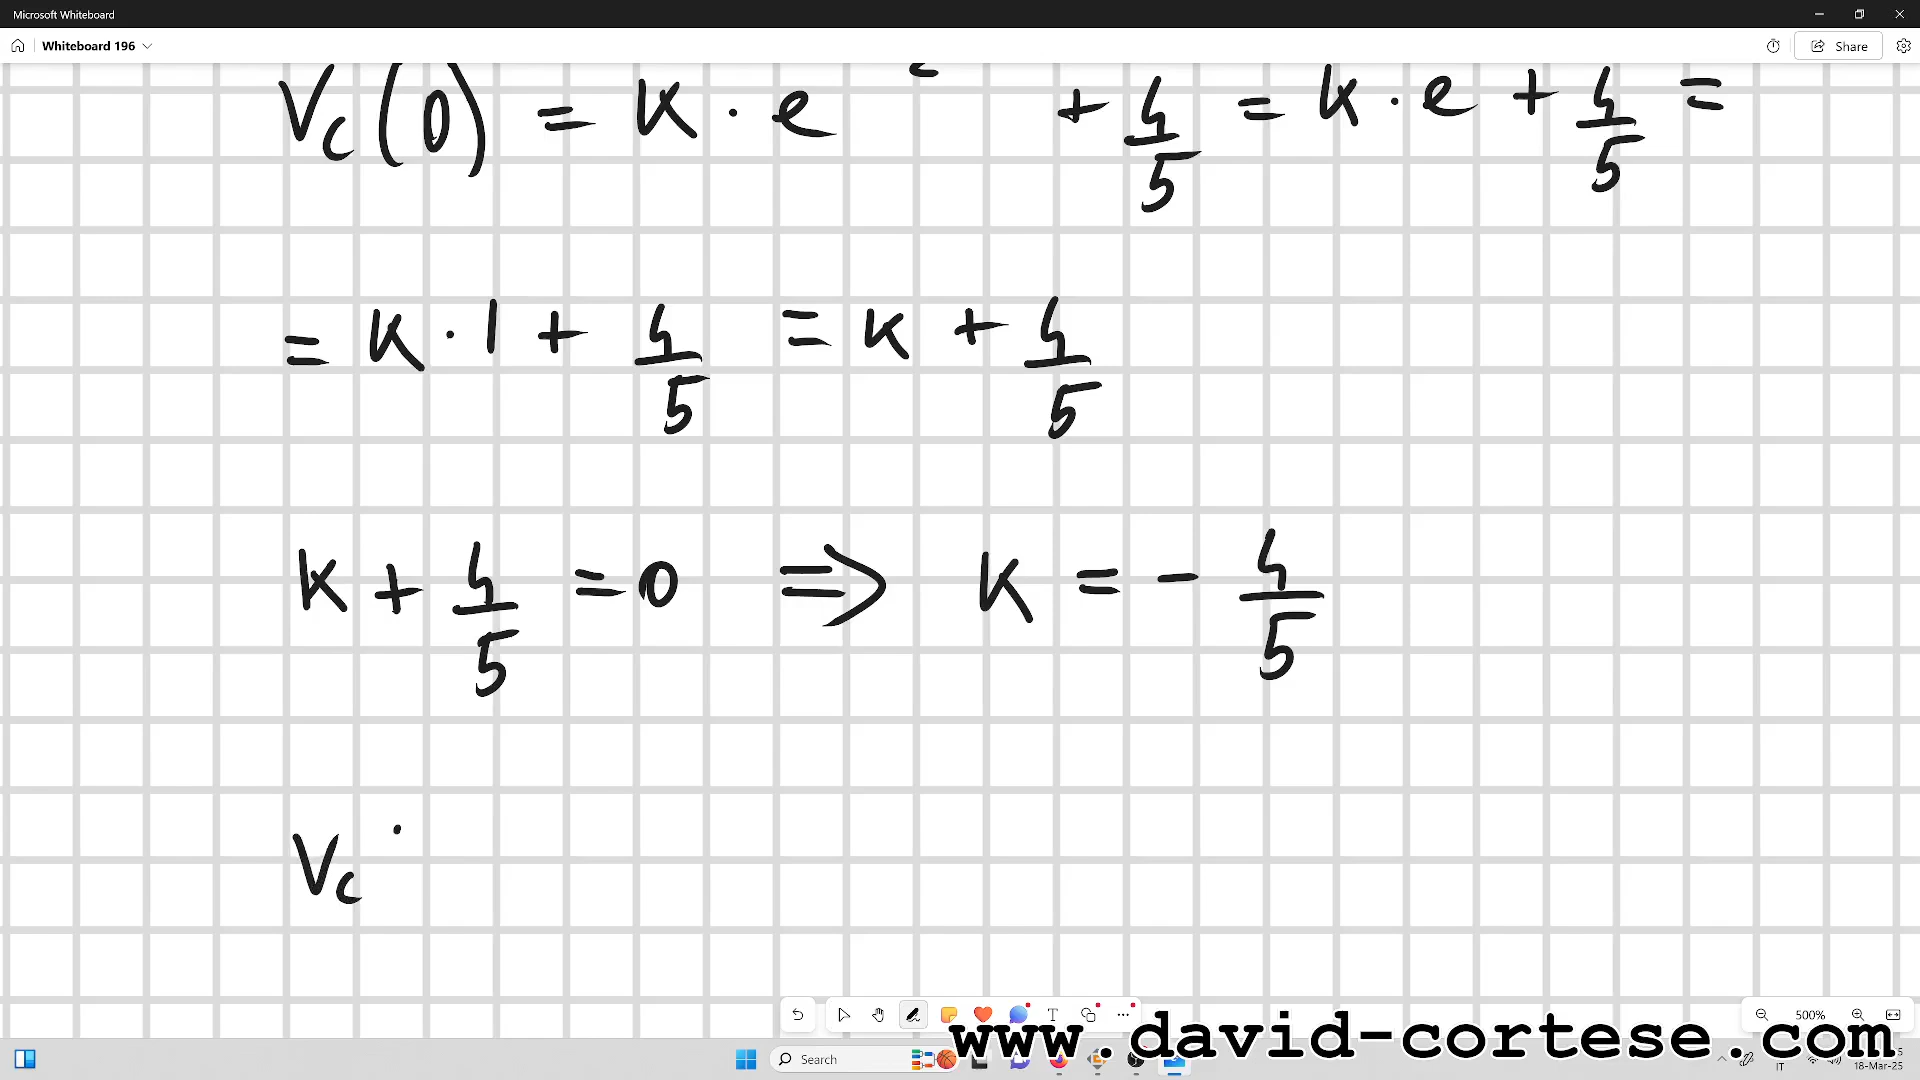 Microsoft Whiteboard
Whiteboard 196
Share
Vc(0) = K · e + 4/5 = K · e + 4/5 =
= K · 1 + 4/5 = K + 4/5
K + 4/5 = 0 => K = - 4/5
Vc
500%
www.david-cortese.com
Search
IT
18-Mar-25